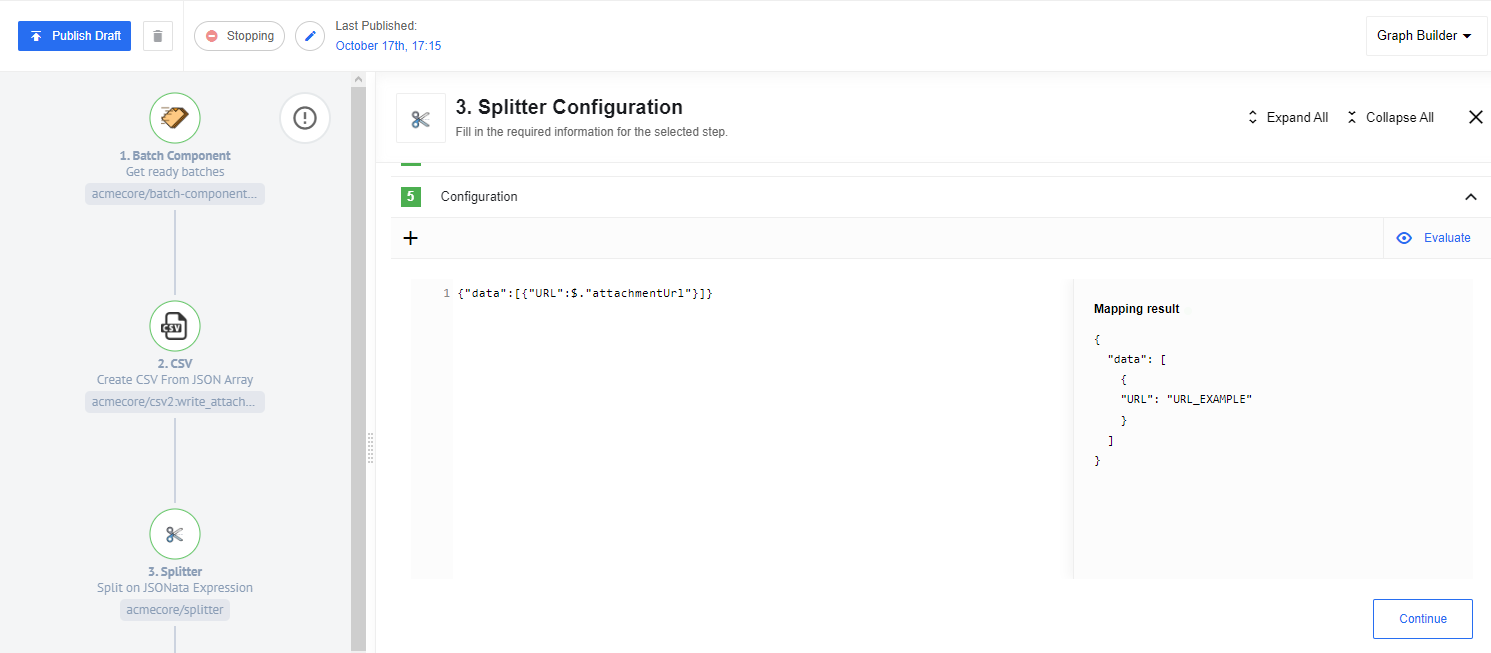 Publish Draft
Stopping
Last Published:
October 17th, 17:15
Graph Builder
1. Batch Component
Get ready batches
acmecore/batch-component...
2. CSV
Create CSV From JSON Array
acmecore/csv2:write_attach...
3. Splitter
Split on JSONata Expression
acmecore/splitter
3. Splitter Configuration
Fill in the required information for the selected step.
Expand All
Collapse All
5 Configuration
Evaluate
1 {"data":[{"URL":$."attachmentUrl"}]}
Mapping result
{
"data": [
{
"URL": "URL_EXAMPLE"
}
]
}
Continue